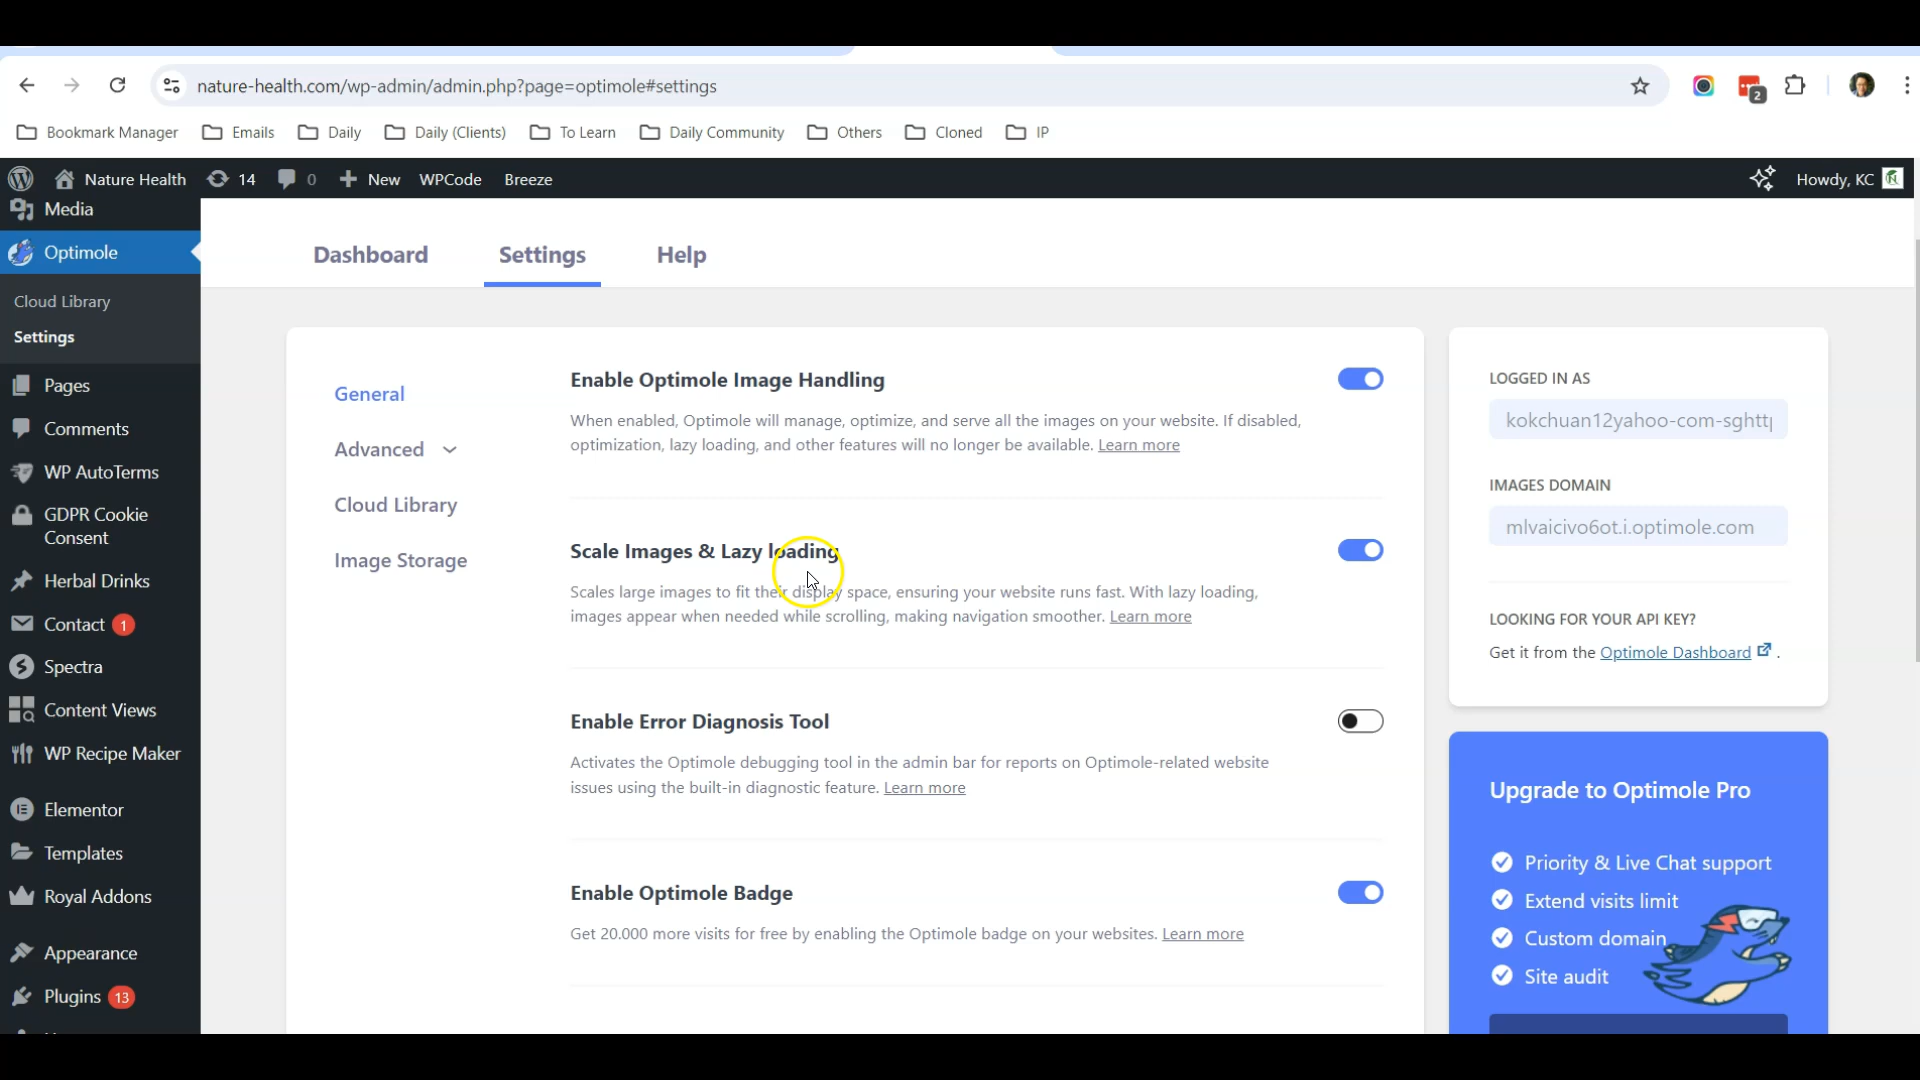 nature-health.com/wp-admin/admin.php?page=optimole#settings
2
Bookmark Manager Emails Daily Daily (Clients) To Learn Daily Community Others Cloned IP
Nature Health 14 0 New WPCode Breeze Howdy, KC
Media
Optimole
Cloud Library
Settings
Pages
Comments
WP AutoTerms
GDPR Cookie
Consent
Herbal Drinks
Contact 1
Spectra
Content Views
WP Recipe Maker
Elementor
Templates
Royal Addons
Appearance
Plugins 13
Dashboard Settings Help
General
Advanced
Cloud Library
Image Storage
Enable Optimole Image Handling
When enabled, Optimole will manage, optimize, and serve all the images on your website. If disabled,
optimization, lazy loading, and other features will no longer be available. Learn more
Scale Images & Lazy loading
Scales large images to fit their display space, ensuring your website runs fast. With lazy loading,
images appear when needed while scrolling, making navigation smoother. Learn more
Enable Error Diagnosis Tool
Activates the Optimole debugging tool in the admin bar for reports on Optimole-related website
issues using the built-in diagnostic feature. Learn more
Enable Optimole Badge
Get 20.000 more visits for free by enabling the Optimole badge on your websites. Learn more
LOGGED IN AS
kokchuan12yahoo-com-sghtt
IMAGES DOMAIN
mlvaicivo6ot.i.optimole.com
LOOKING FOR YOUR API KEY?
Get it from the Optimole Dashboard .
Upgrade to Optimole Pro
Priority & Live Chat support
Extend visits limit
Custom domain
Site audit